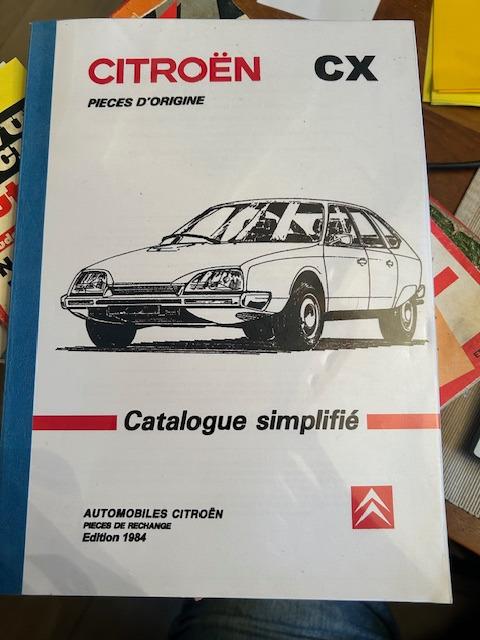 CITROËN CX
PIECES D'ORIGINE
Catalogue simplifié
AUTOMOBILES CITROËN
PIECES DE RECHANGE
Edition 1984